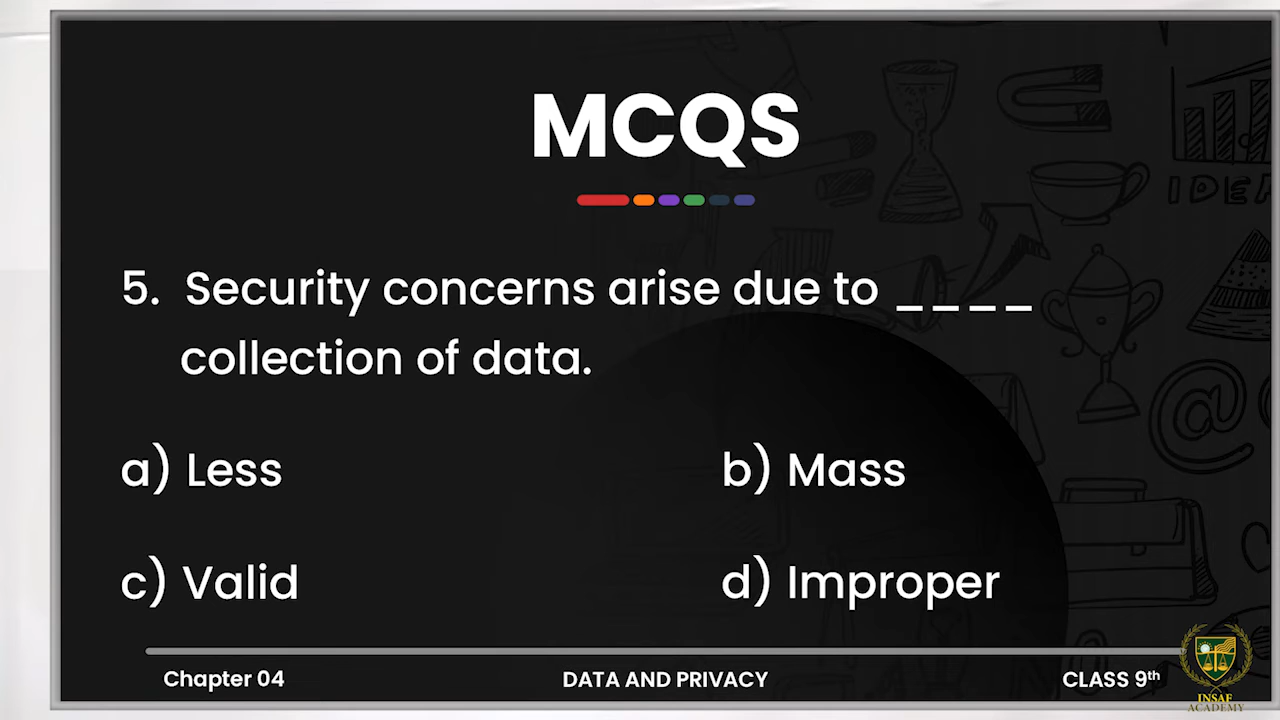 MCQS
IDEA
5. Security concerns arise due to ____
collection of data.
a) Less
b) Mass
c) Valid
d) Improper
Chapter 04
DATA AND PRIVACY
CLASS 9th
INSAF
ACADEMY